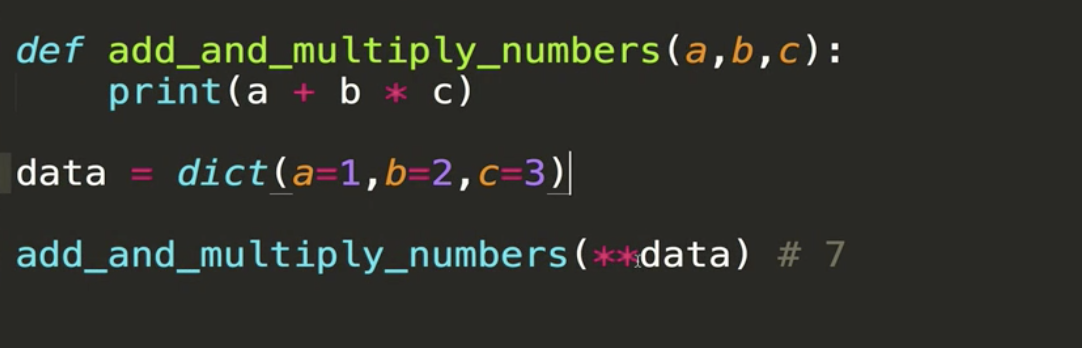 def add_and_multiply_numbers(a,b,c):
    print(a + b * c)
data = dict(a=1,b=2,c=3)
add_and_multiply_numbers(**data) # 7